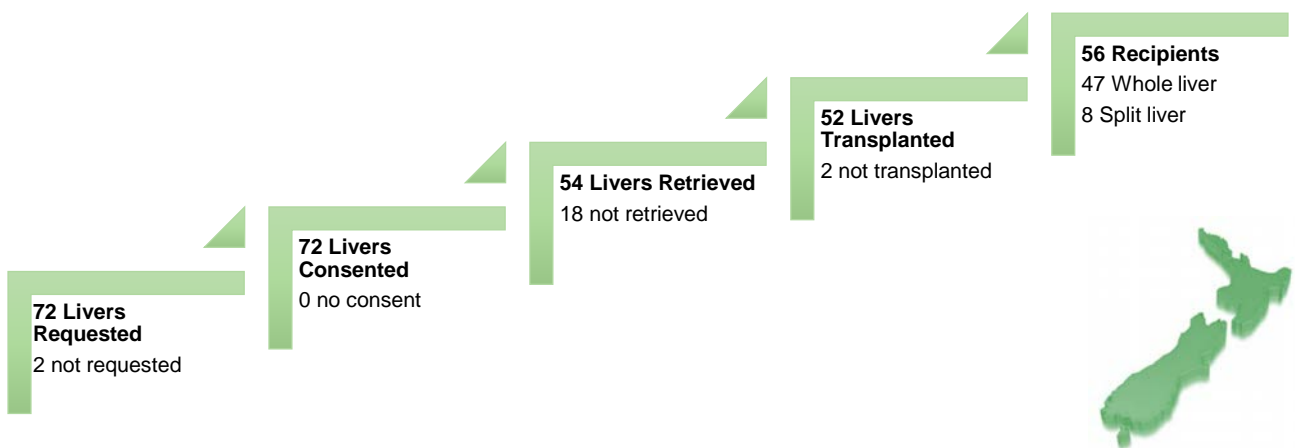 72 Livers
Requested
2 not requested
72 Livers
Consented
0 no consent
54 Livers Retrieved
18 not retrieved
52 Livers
Transplanted
2 not transplanted
56 Recipients
47 Whole liver
8 Split liver